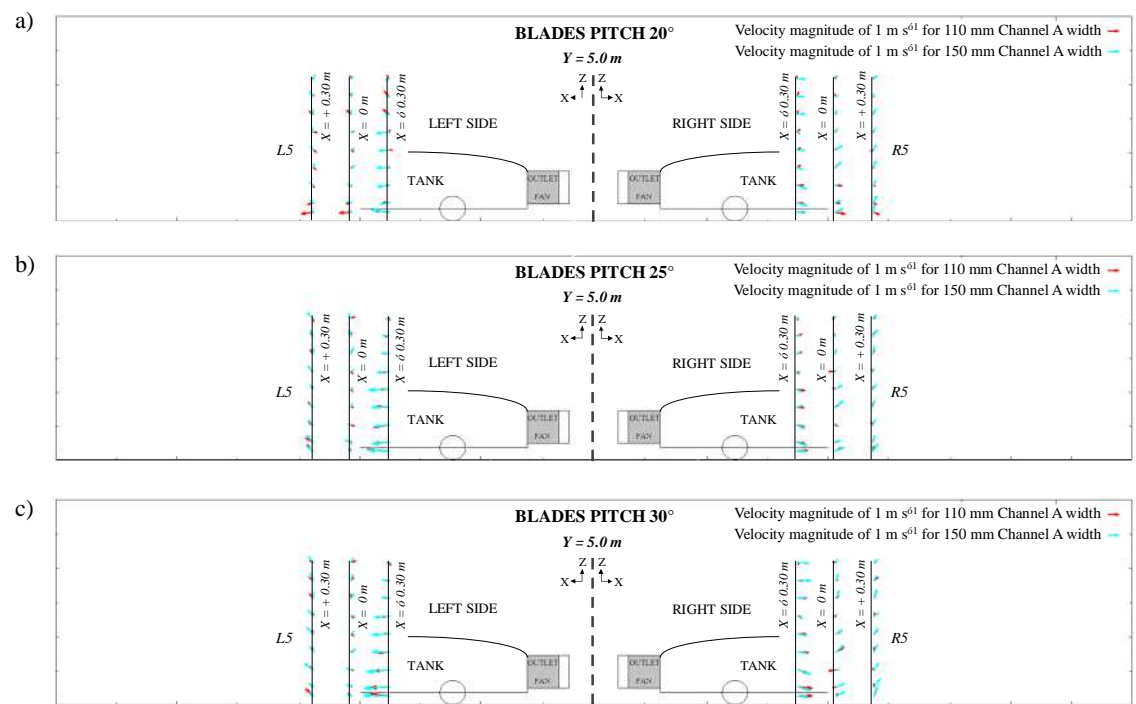 a)
BLADES PITCH 20°
Velocity magnitude of 1 m s⁶¹ for 110 mm Channel A width
Velocity magnitude of 1 m s⁶¹ for 150 mm Channel A width
Y = 5.0 m
Z Z
X X
X = + 0.30 m
X = 0 m
X = ó 0.30 m
LEFT SIDE
RIGHT SIDE
X = ó 0.30 m
X = 0 m
X = + 0.30 m
L5
R5
TANK
OUTLET
FAN
OUTLET
FAN
TANK
b)
BLADES PITCH 25°
Velocity magnitude of 1 m s⁶¹ for 110 mm Channel A width
Velocity magnitude of 1 m s⁶¹ for 150 mm Channel A width
Y = 5.0 m
Z Z
X X
X = + 0.30 m
X = 0 m
X = ó 0.30 m
LEFT SIDE
RIGHT SIDE
X = ó 0.30 m
X = 0 m
X = + 0.30 m
L5
R5
TANK
OUTLET
FAN
OUTLET
FAN
TANK
c)
BLADES PITCH 30°
Velocity magnitude of 1 m s⁶¹ for 110 mm Channel A width
Velocity magnitude of 1 m s⁶¹ for 150 mm Channel A width
Y = 5.0 m
Z Z
X X
X = + 0.30 m
X = 0 m
X = ó 0.30 m
LEFT SIDE
RIGHT SIDE
X = ó 0.30 m
X = 0 m
X = + 0.30 m
L5
R5
TANK
OUTLET
FAN
OUTLET
FAN
TANK